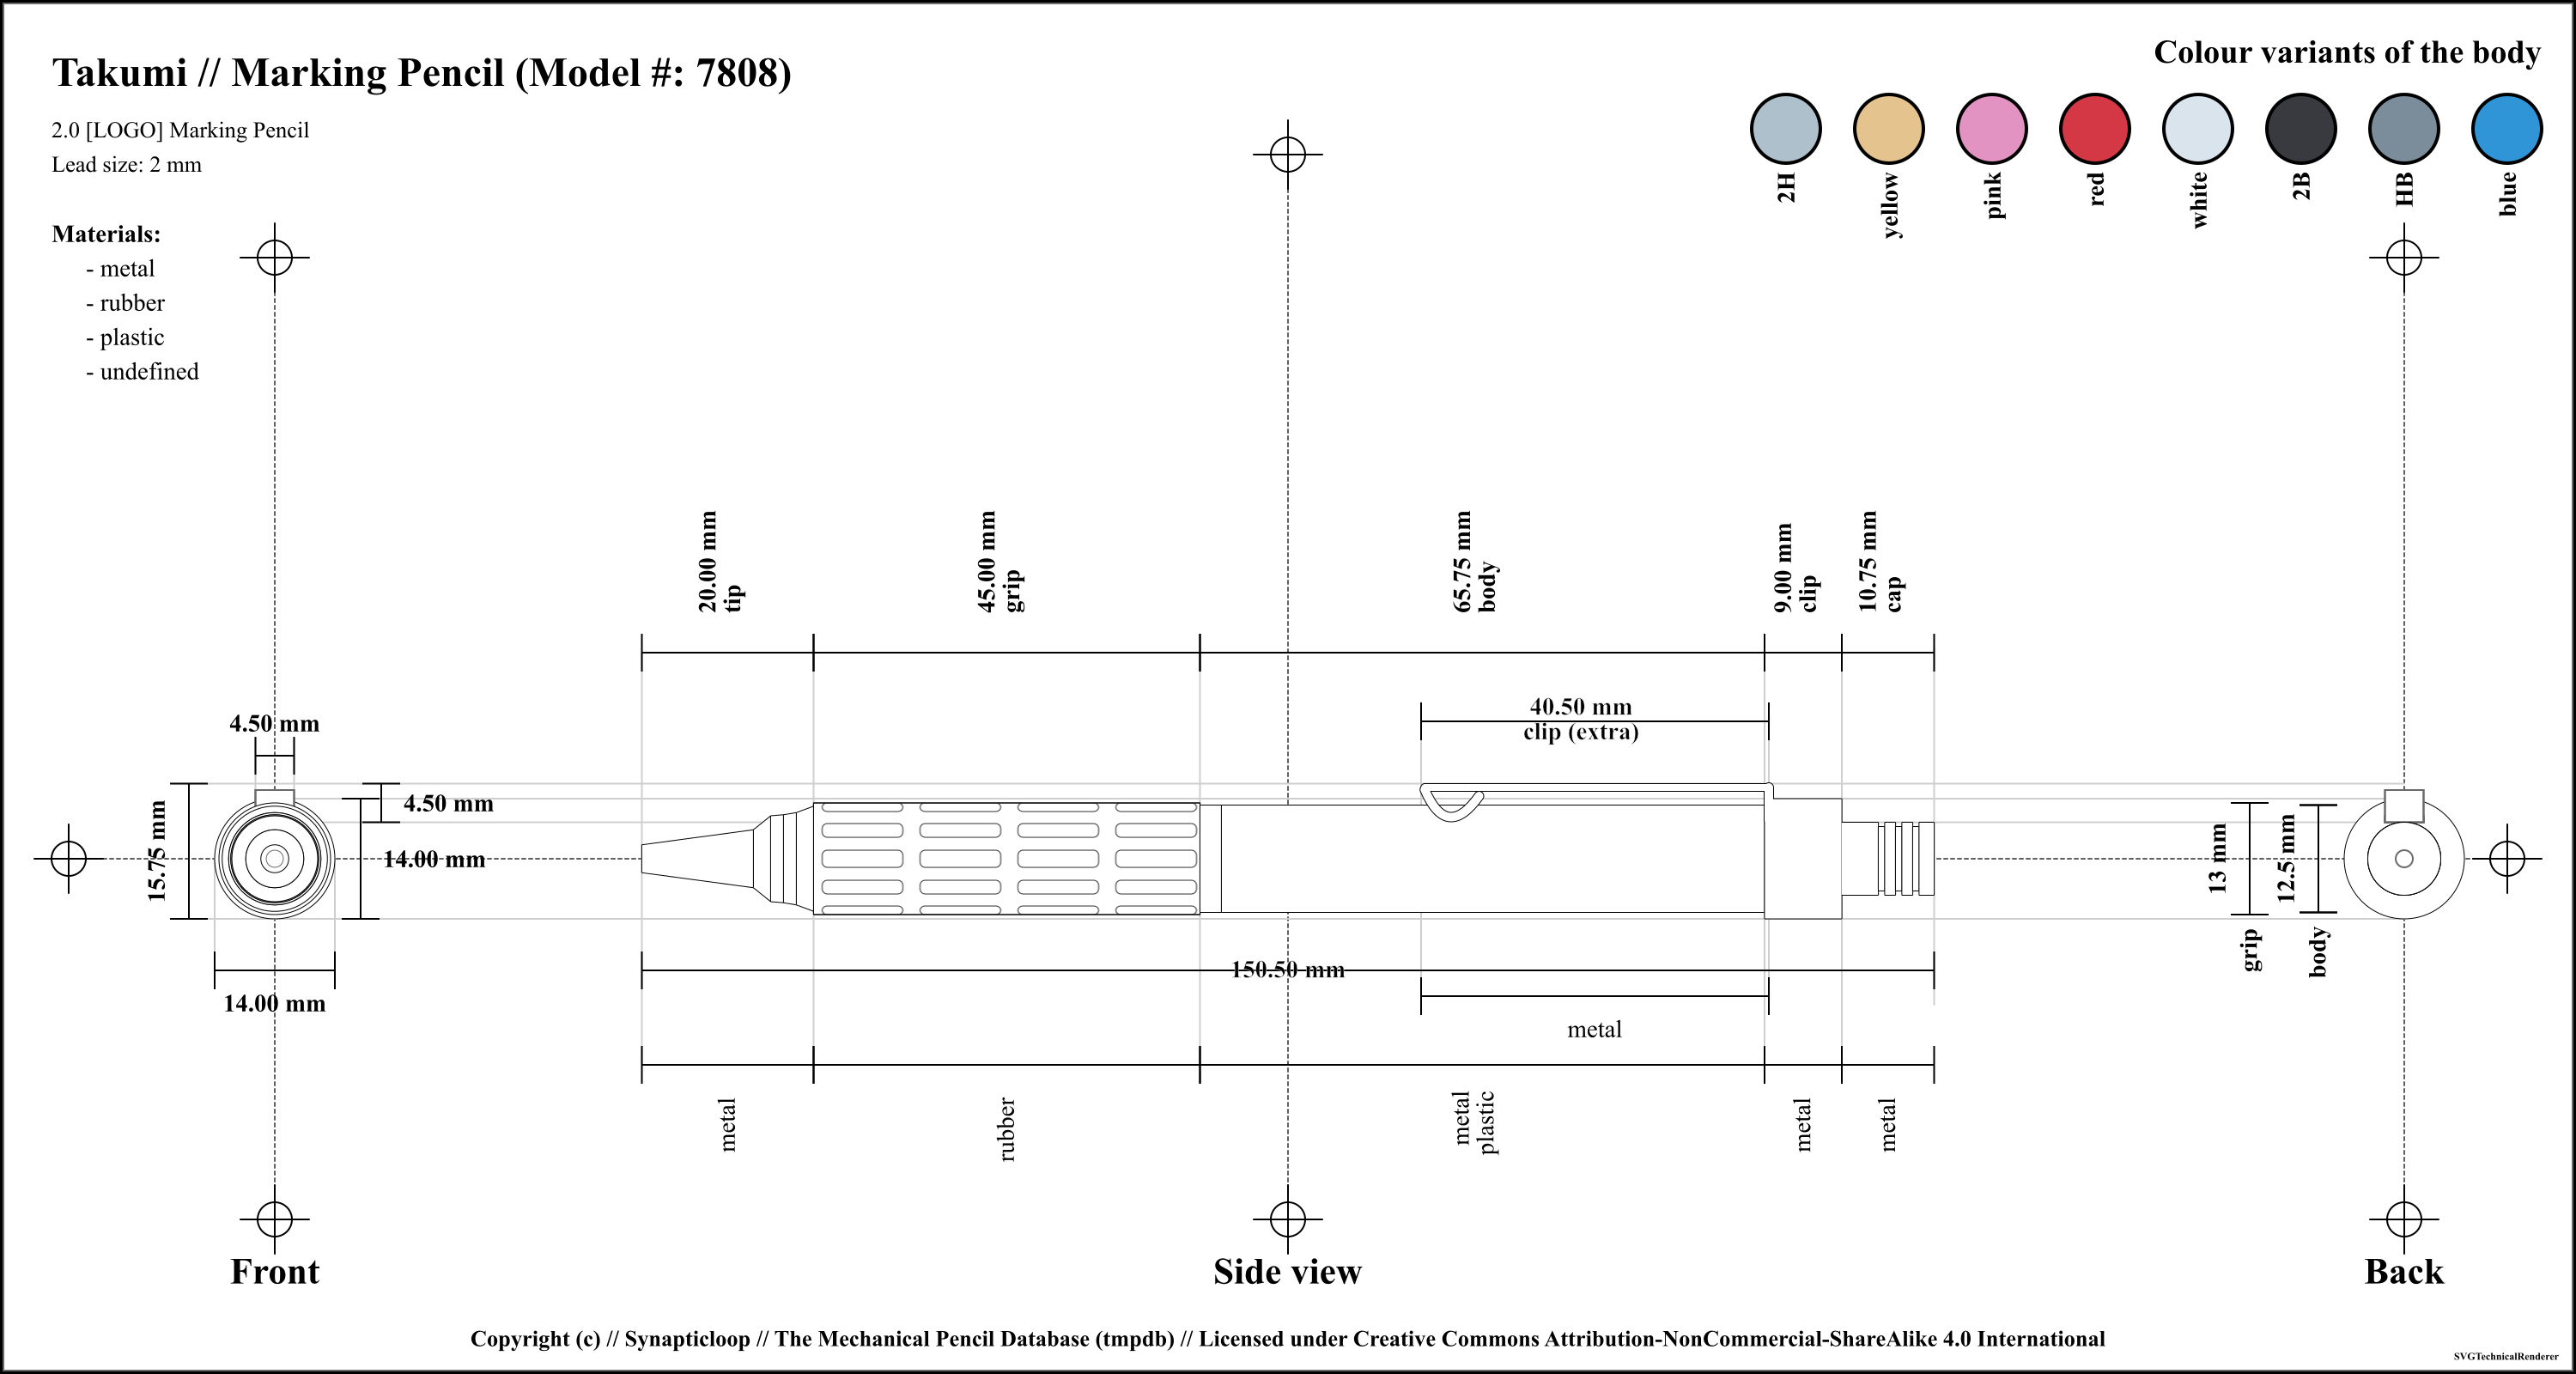 Takumi // Marking Pencil (Model #: 7808)
2.0 [LOGO] Marking Pencil
Lead size: 2 mm
Materials:
- metal
- rubber
- plastic
- undefined
Colour variants of the body
2H
yellow
pink
red
white
2B
HB
blue
20.00 mm
tip
45.00 mm
grip
65.75 mm
body
9.00 mm
clip
10.75 mm
cap
40.50 mm
clip (extra)
4.50 mm
15.75 mm
4.50 mm
14.00 mm
14.00 mm
13 mm
grip
12.5 mm
body
150.50 mm
metal
metal
rubber
metal
plastic
metal
metal
Front
Side view
Back
Copyright (c) // Synapticloop // The Mechanical Pencil Database (tmpdb) // Licensed under Creative Commons Attribution-NonCommercial-ShareAlike 4.0 International
SVGTechnicalRenderer